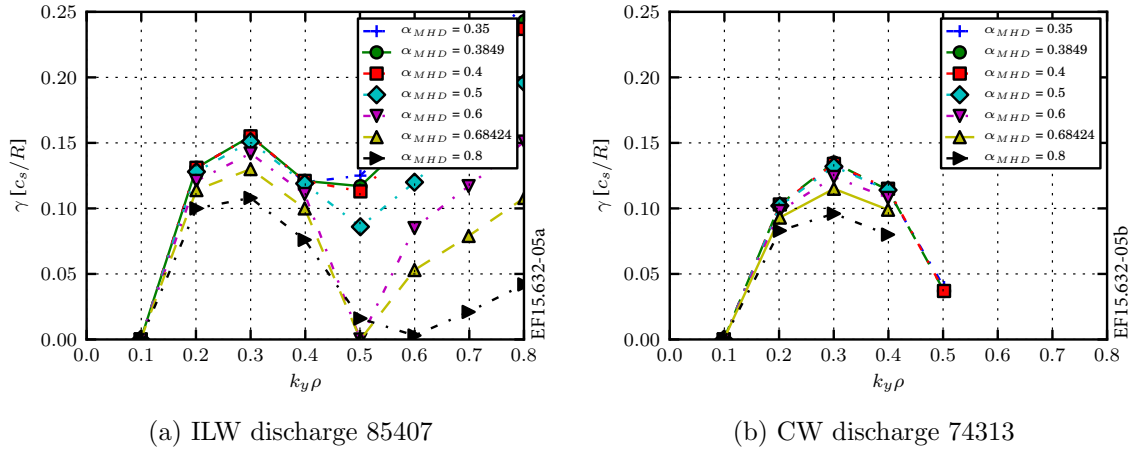 0.25
0.20
0.15
0.10
0.05
0.00
γ [c_s/R]
0.0 0.1 0.2 0.3 0.4 0.5 0.6 0.7 0.8
k_yρ
α_MHD = 0.35
α_MHD = 0.3849
α_MHD = 0.4
α_MHD = 0.5
α_MHD = 0.6
α_MHD = 0.68424
α_MHD = 0.8
EF15.632-05a
(a) ILW discharge 85407
0.25
0.20
0.15
0.10
0.05
0.00
γ [c_s/R]
0.0 0.1 0.2 0.3 0.4 0.5 0.6 0.7 0.8
k_yρ
α_MHD = 0.35
α_MHD = 0.3849
α_MHD = 0.4
α_MHD = 0.5
α_MHD = 0.6
α_MHD = 0.68424
α_MHD = 0.8
EF15.632-05b
(b) CW discharge 74313